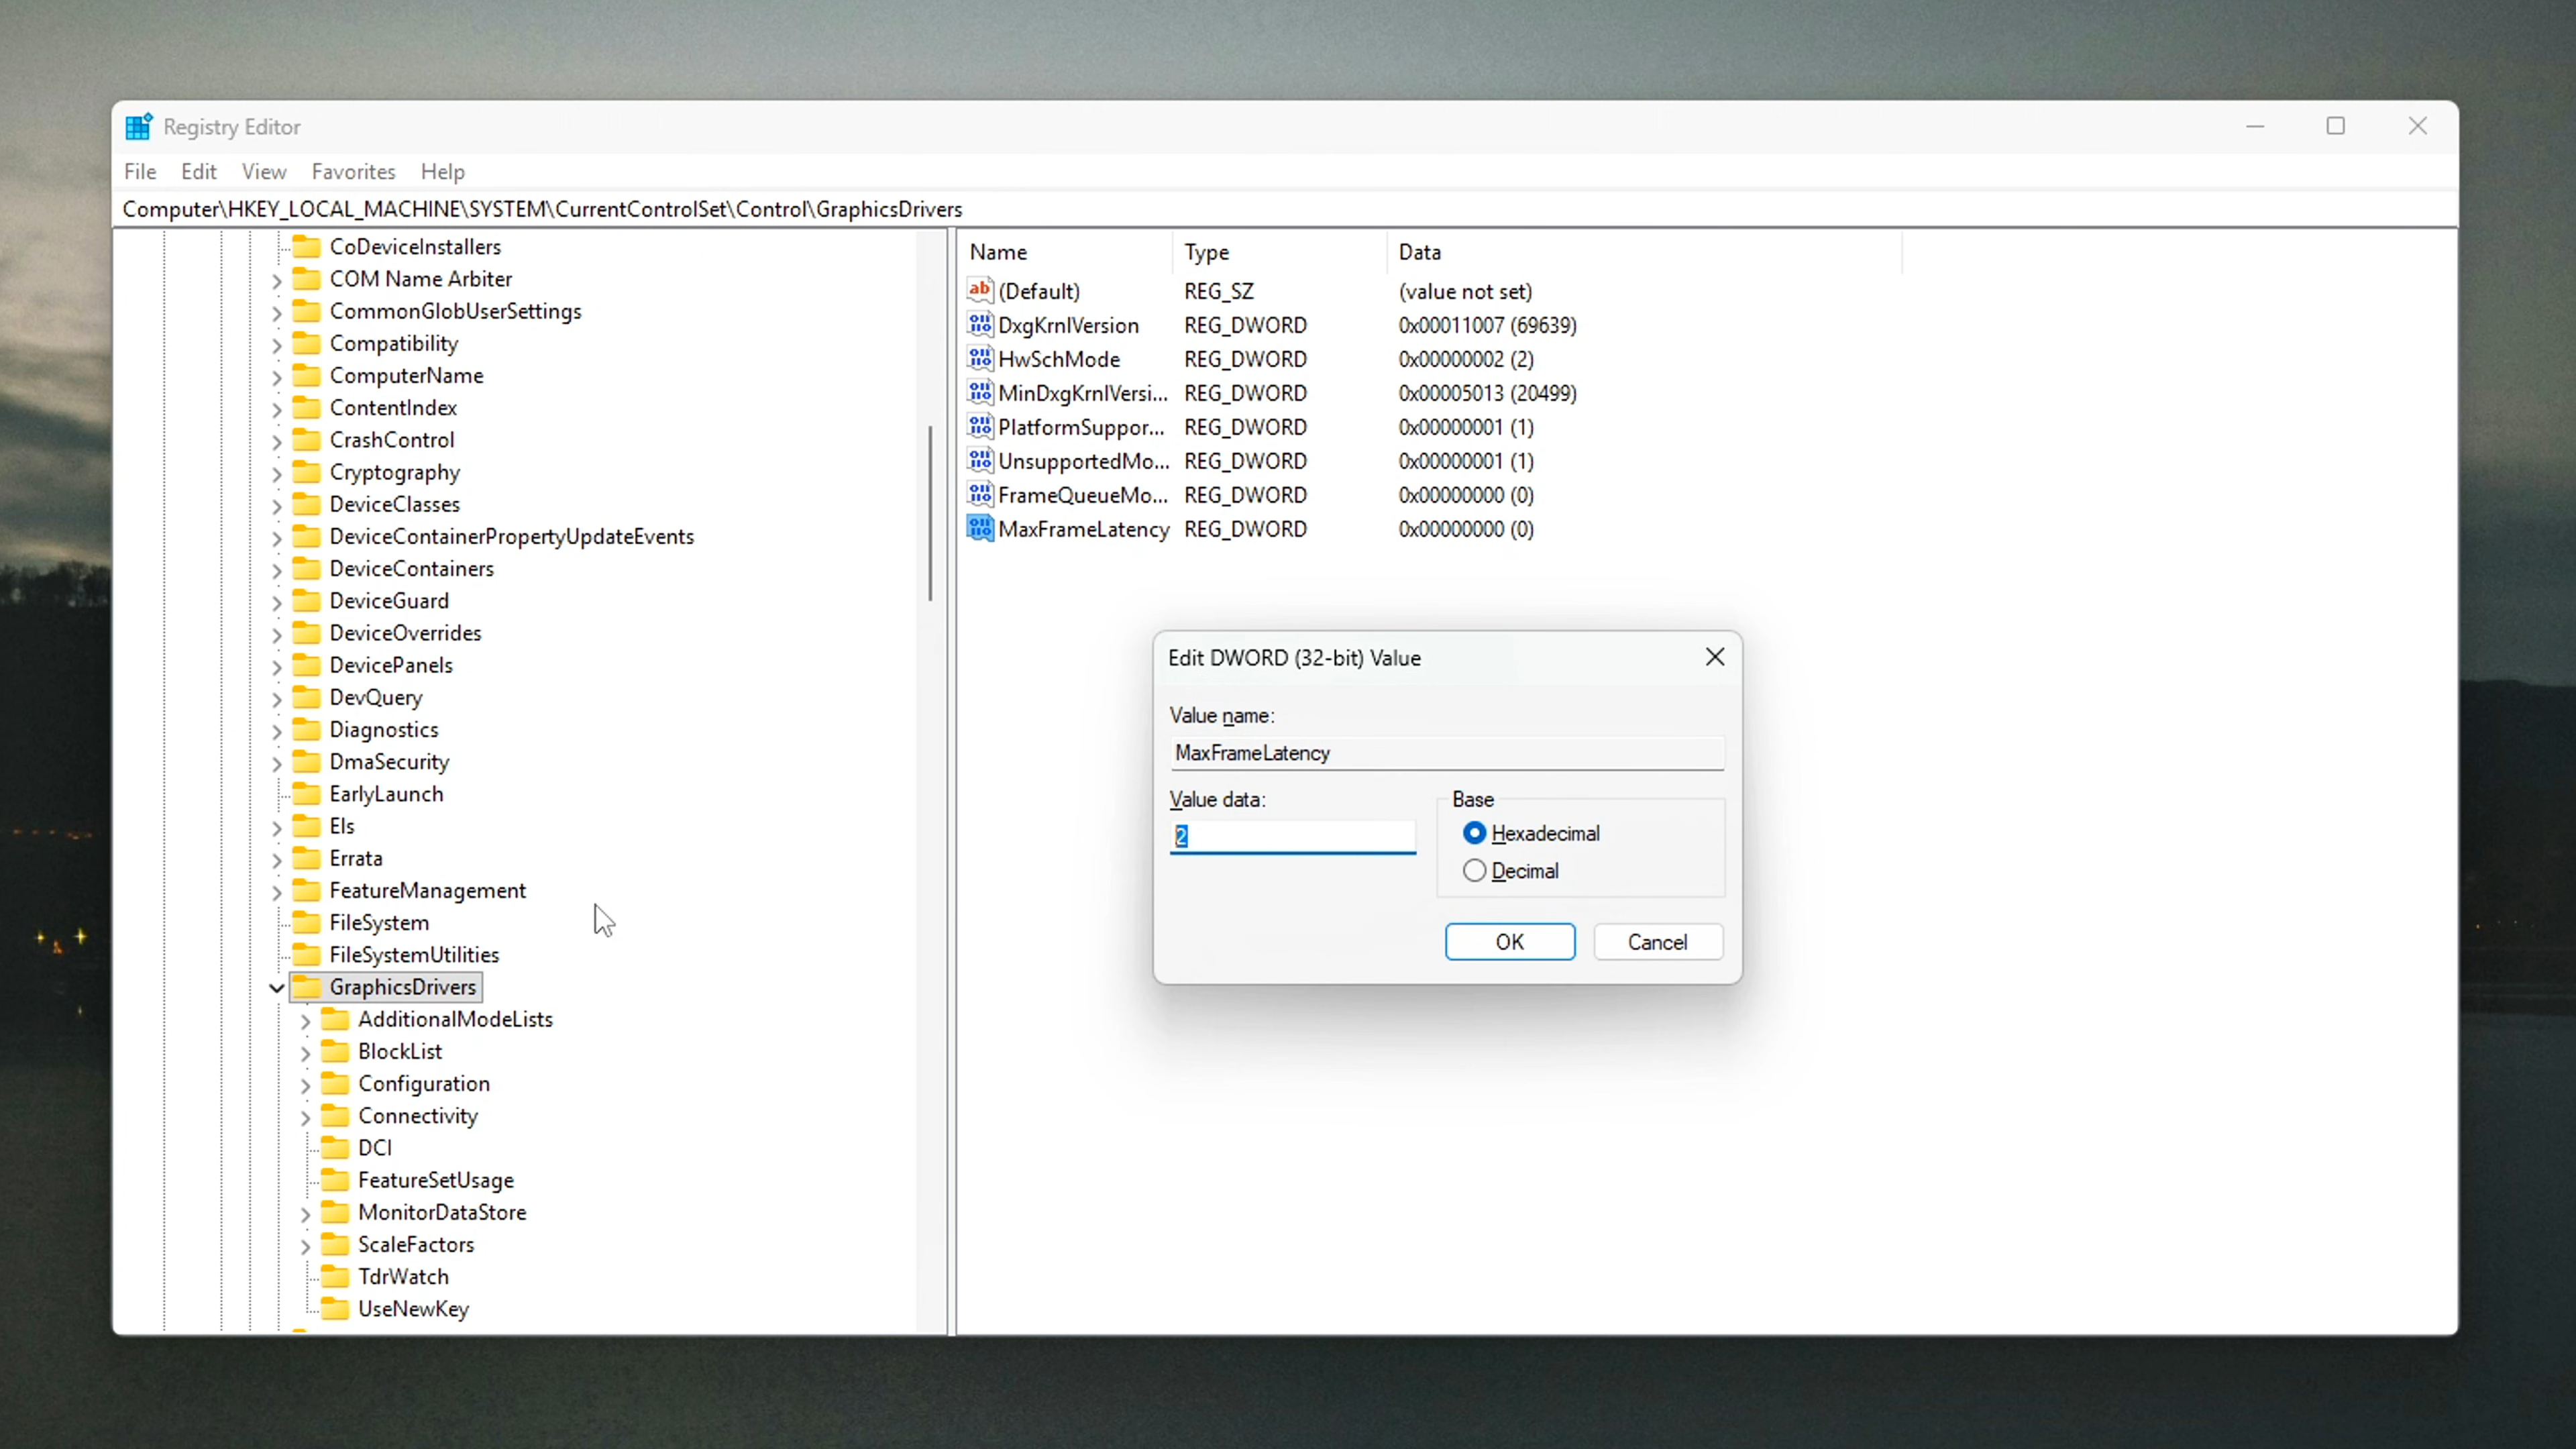 Registry Editor
File Edit View Favorites Help
Computer\HKEY_LOCAL_MACHINE\SYSTEM\CurrentControlSet\Control\GraphicsDrivers
CoDeviceInstallers
COM Name Arbiter
CommonGlobUserSettings
Compatibility
ComputerName
ContentIndex
CrashControl
Cryptography
DeviceClasses
DeviceContainerPropertyUpdateEvents
DeviceContainers
DeviceGuard
DeviceOverrides
DevicePanels
DevQuery
Diagnostics
DmaSecurity
EarlyLaunch
Els
Errata
FeatureManagement
FileSystem
FileSystemUtilities
GraphicsDrivers
AdditionalModeLists
BlockList
Configuration
Connectivity
DCI
FeatureSetUsage
MonitorDataStore
ScaleFactors
TdrWatch
UseNewKey
Name Type Data
(Default) REG_SZ (value not set)
DxgKrnlVersion REG_DWORD 0x00011007 (69639)
HwSchMode REG_DWORD 0x00000002 (2)
MinDxgKrnlVersi... REG_DWORD 0x00005013 (20499)
PlatformSuppor... REG_DWORD 0x00000001 (1)
UnsupportedMo... REG_DWORD 0x00000001 (1)
FrameQueueMo... REG_DWORD 0x00000000 (0)
MaxFrameLatency REG_DWORD 0x00000000 (0)
Edit DWORD (32-bit) Value
Value name:
MaxFrameLatency
Value data:
2
Base
Hexadecimal
Decimal
OK Cancel